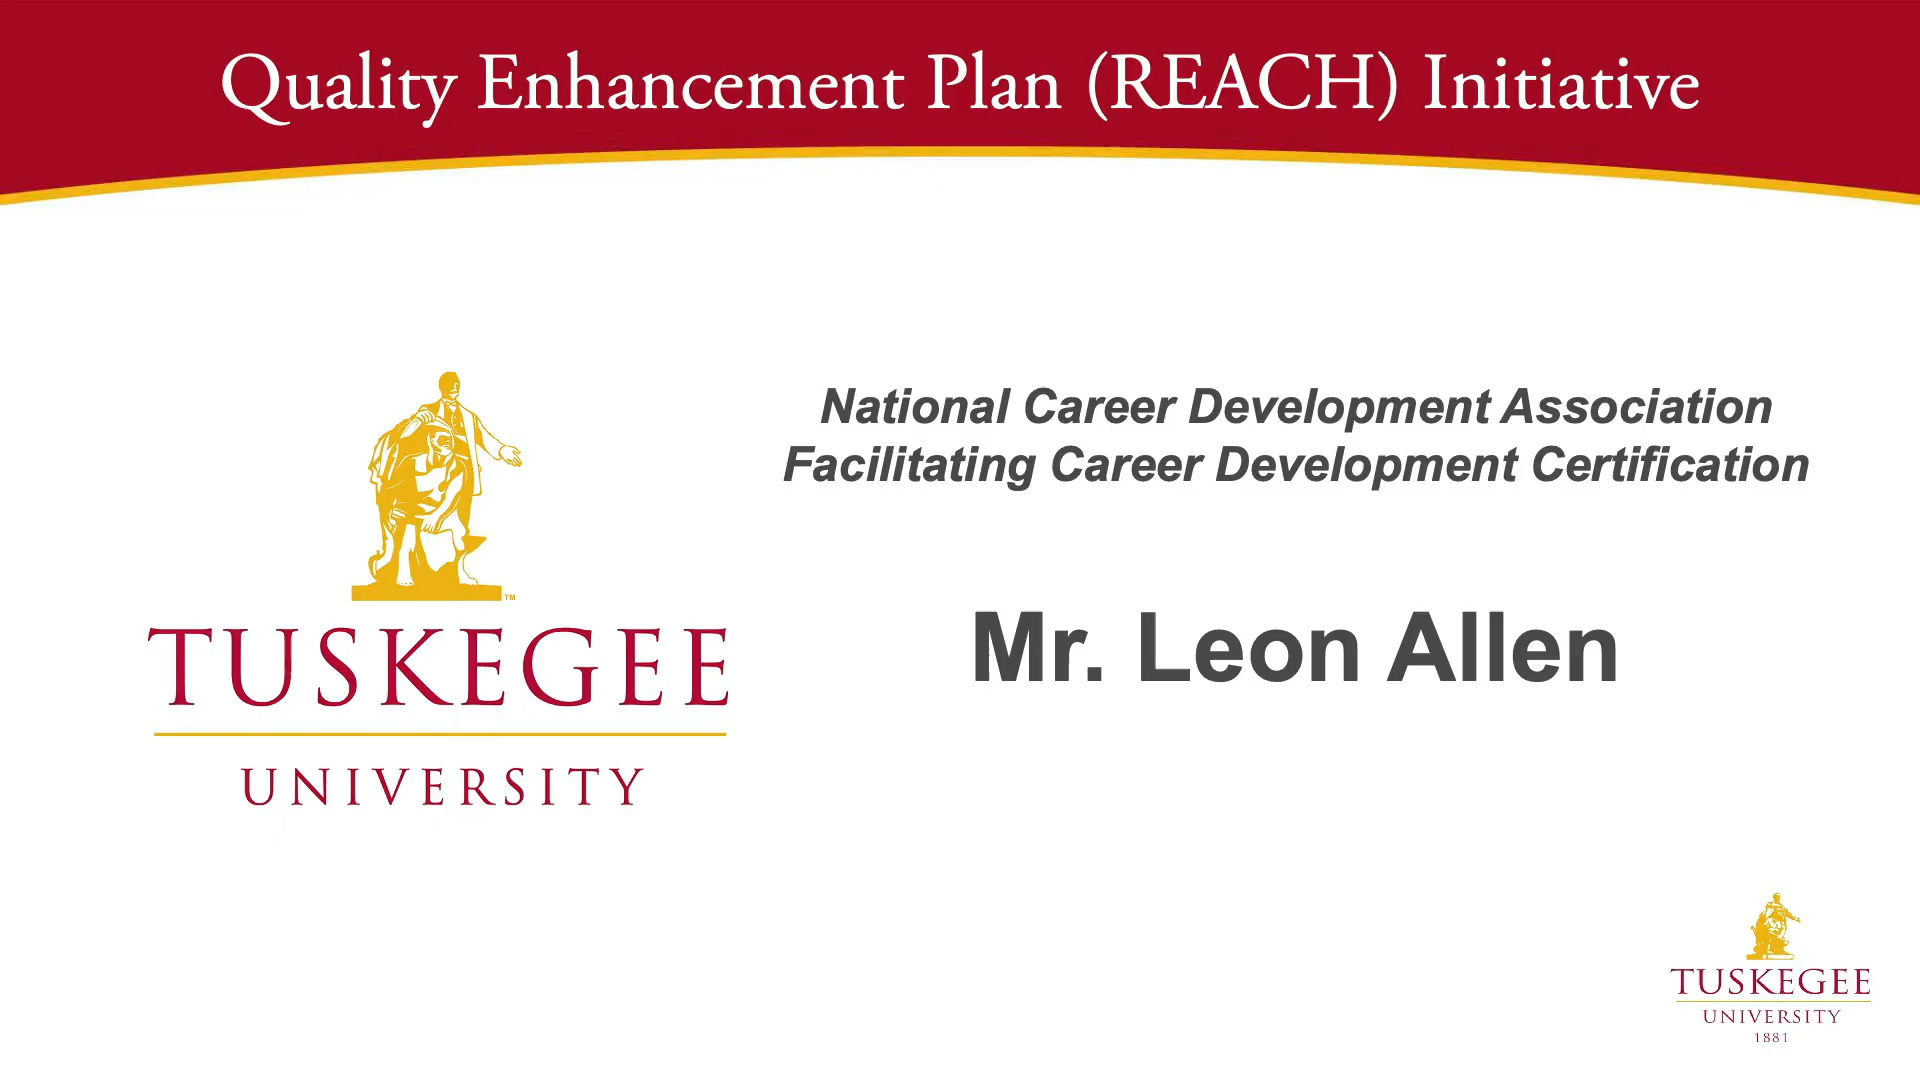 Quality Enhancement Plan (REACH) Initiative
National Career Development Association
Facilitating Career Development Certification
Mr. Leon Allen
TM
TUSKEGEE
UNIVERSITY
TUSKEGEE
UNIVERSITY
1881